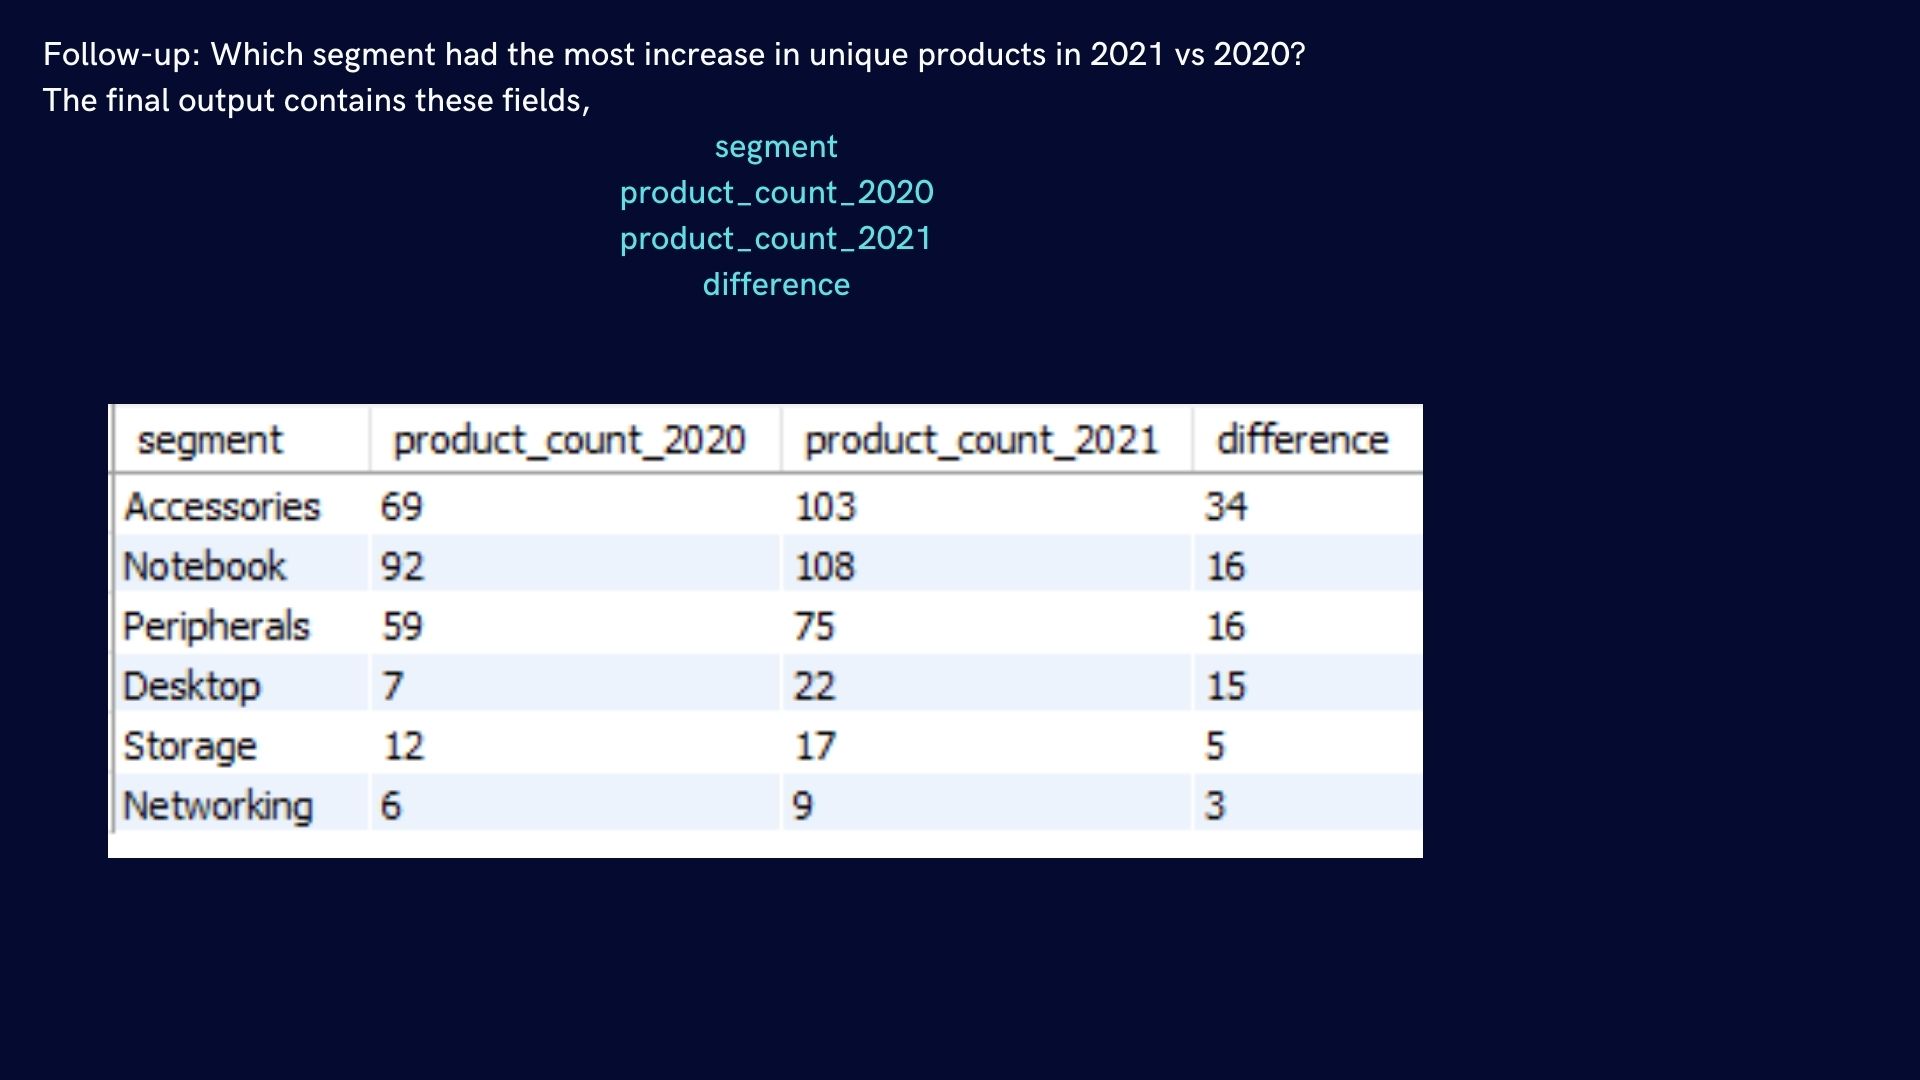 Follow-up: Which segment had the most increase in unique products in 2021 vs 2020?
The final output contains these fields,
segment
product_count_2020
product_count_2021
difference
segment product_count_2020 product_count_2021 difference
Accessories 69 103 34
Notebook 92 108 16
Peripherals 59 75 16
Desktop 7 22 15
Storage 12 17 5
Networking 6 9 3